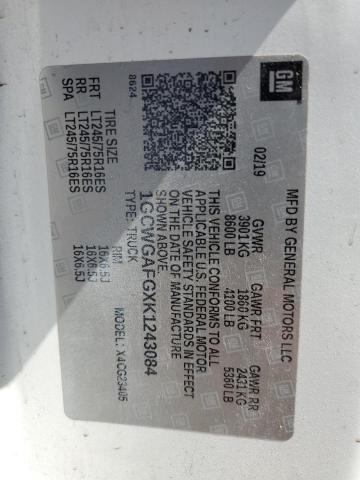 GM
MFD BY GENERAL MOTORS LLC
02/19
GVWR GAWR FRT GAWR RR
3901 KG 1860 KG 2431 KG
8600 LB 4100 LB 5360 LB
THIS VEHICLE CONFORMS TO ALL
APPLICABLE U.S. FEDERAL MOTOR
VEHICLE SAFETY STANDARDS IN EFFECT
ON THE DATE OF MANUFACTURE
SHOWN ABOVE.
1GCWGAFGXK1243084
TYPE: TRUCK
MODEL: X4CG23405
8624
TIRE SIZE RIM
FRT LT245/75R16ES 16X6.5J
RR LT245/75R16ES 16X6.5J
SPA LT245/75R16ES 16X6.5J